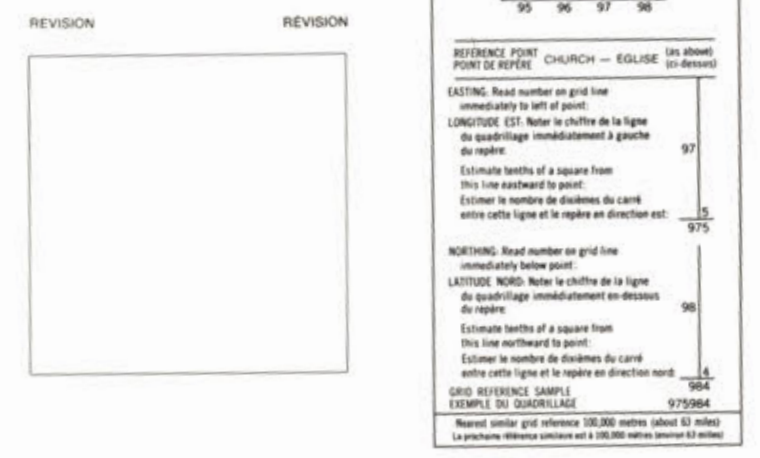 REVISION RÉVISION
95 96 97 98
REFERENCE POINT
POINT DE REPÈRE
CHURCH — EGLISE
(as above)
(ci-dessus)
EASTING: Read number on grid line
immediately to left of point:
LONGITUDE EST: Noter le chiffre de la ligne
du quadrillage immédiatement à gauche
du repère: 97
Estimate tenths of a square from
this line eastward to point:
Estimer le nombre de dixièmes du carré
entre cette ligne et le repère en direction est: 5
975
NORTHING: Read number on grid line
immediately below point:
LATITUDE NORD: Noter le chiffre de la ligne
du quadrillage immédiatement en-dessous
du repère 98
Estimate tenths of a square from
this line northward to point:
Estimer le nombre de dixièmes du carré
entre cette ligne et le repère en direction nord: 4
984
GRID REFERENCE SAMPLE
EXEMPLE DU QUADRILLAGE 975984
Nearest similar grid reference 100,000 metres (about 63 miles)
La prochaine référence similaire est à 100,000 mètres (environ 63 milles)